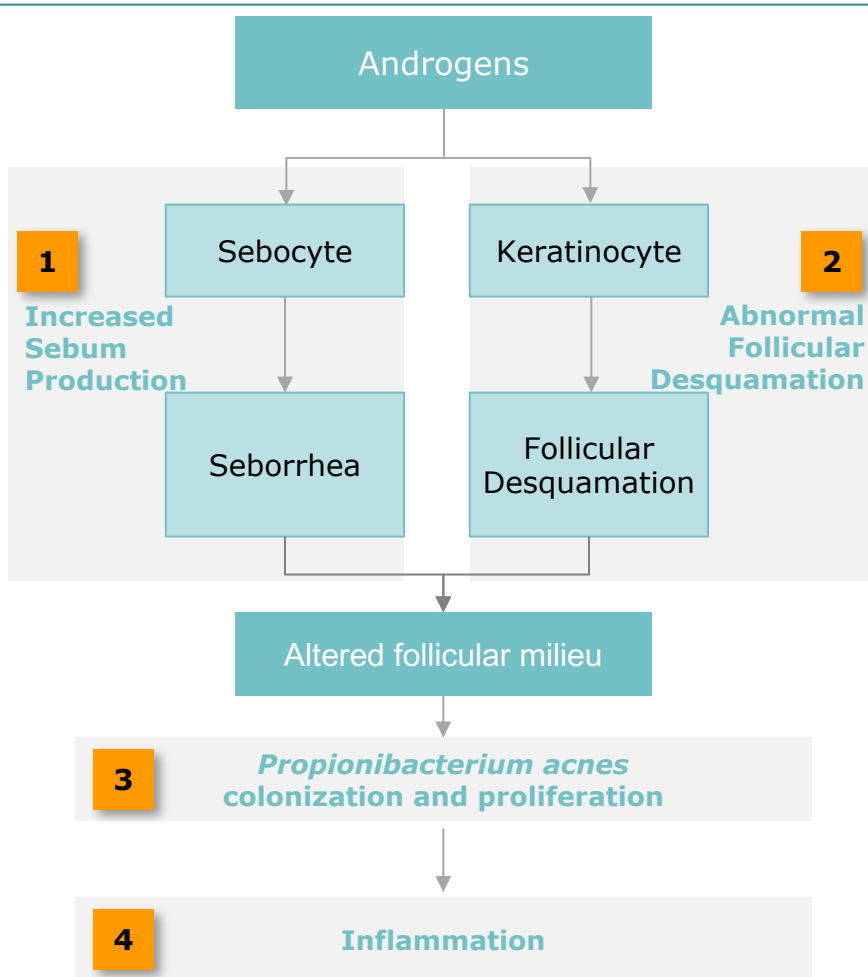 Androgens
Sebocyte
Keratinocyte
1
2
Increased
Sebum
Production
Abnormal
Follicular
Desquamation
Seborrhea
Follicular
Desquamation
Altered follicular milieu
3
Propionibacterium acnes
colonization and proliferation
4
Inflammation